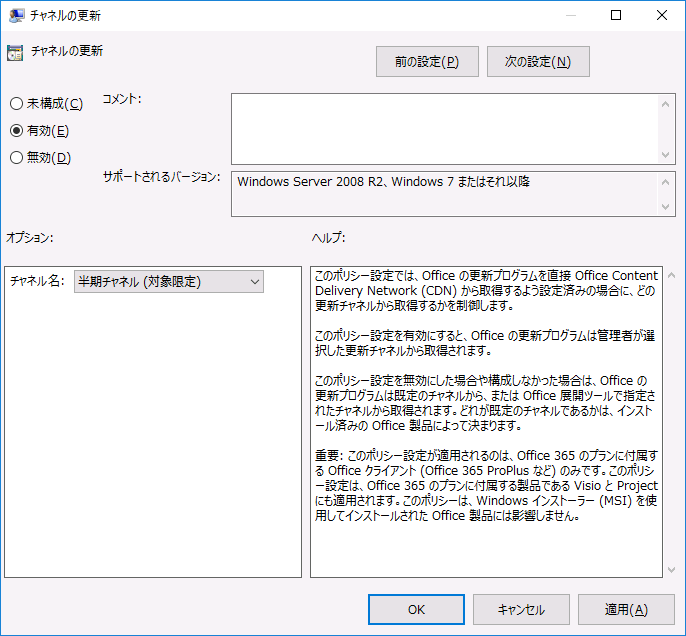 チャネルの更新
チャネルの更新
前の設定(P)
次の設定(N)
未構成(C)
有効(E)
無効(D)
コメント:
サポートされるバージョン:
Windows Server 2008 R2、Windows 7 またはそれ以降
オプション:
ヘルプ:
チャネル名:
半期チャネル (対象限定)
このポリシー設定では、Office の更新プログラムを直接 Office Content
Delivery Network (CDN) から取得するよう設定済みの場合に、どの
更新チャネルから取得するかを制御します。
このポリシー設定を有効にすると、Office の更新プログラムは管理者が選
択した更新チャネルから取得されます。
このポリシー設定を無効にした場合や構成しなかった場合は、Office の
更新プログラムは既定のチャネルから、または Office 展開ツールで指定さ
れたチャネルから取得されます。どれが既定のチャネルであるかは、インスト
ール済みの Office 製品によって決まります。
重要: このポリシー設定が適用されるのは、Office 365 のプランに付属す
る Office クライアント (Office 365 ProPlus など) のみです。このポリシ
ー設定は、Office 365 のプランに付属する製品である Visio と Project
にも適用されます。このポリシーは、Windows インストーラー (MSI) を使
用してインストールされた Office 製品には影響しません。
OK
キャンセル
適用(A)